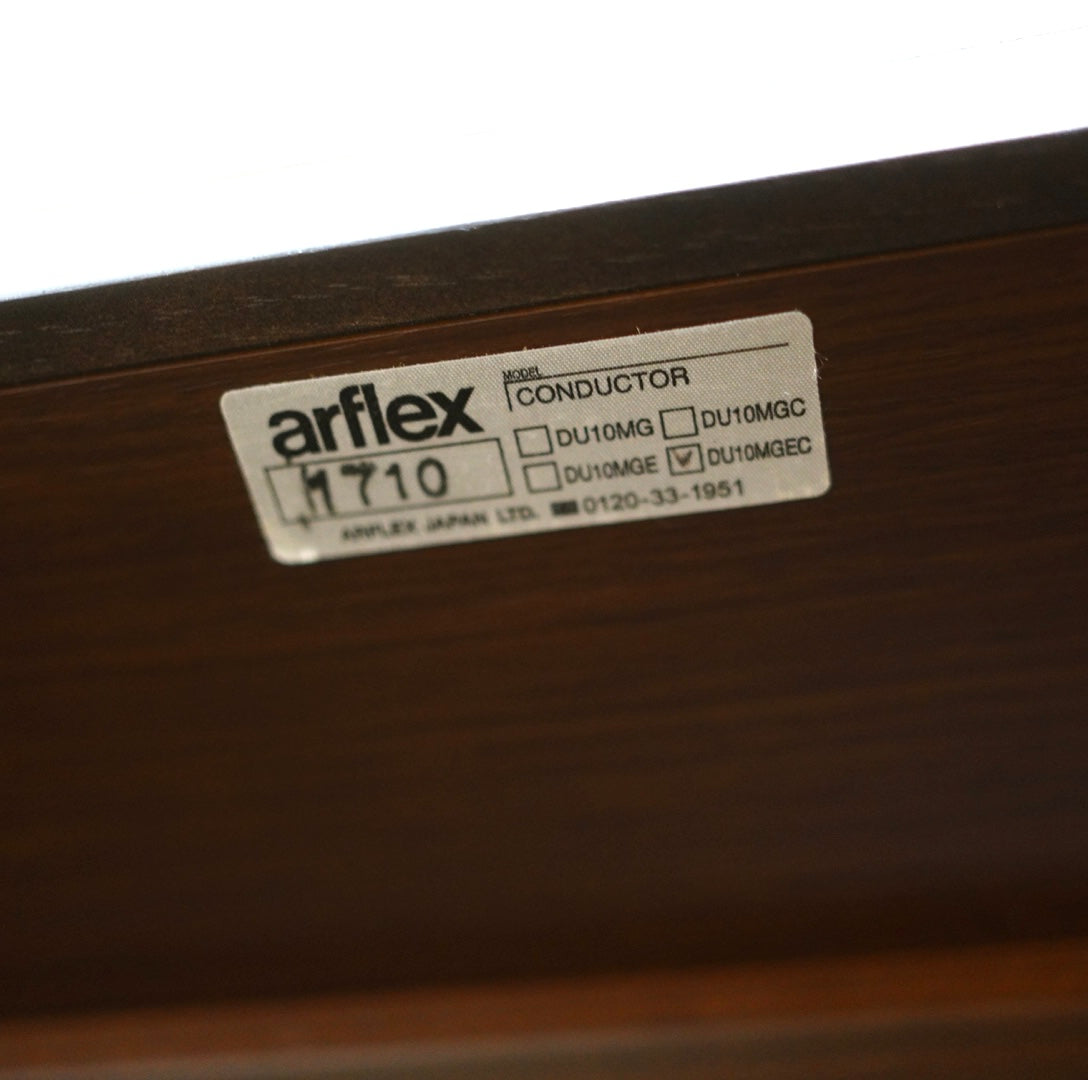 arflex
MODEL
CONDUCTOR
DU10MG
DU10MGC
1710
DU10MGE
DU10MGEC
ARFLEX JAPAN LTD.
0120-33-1951